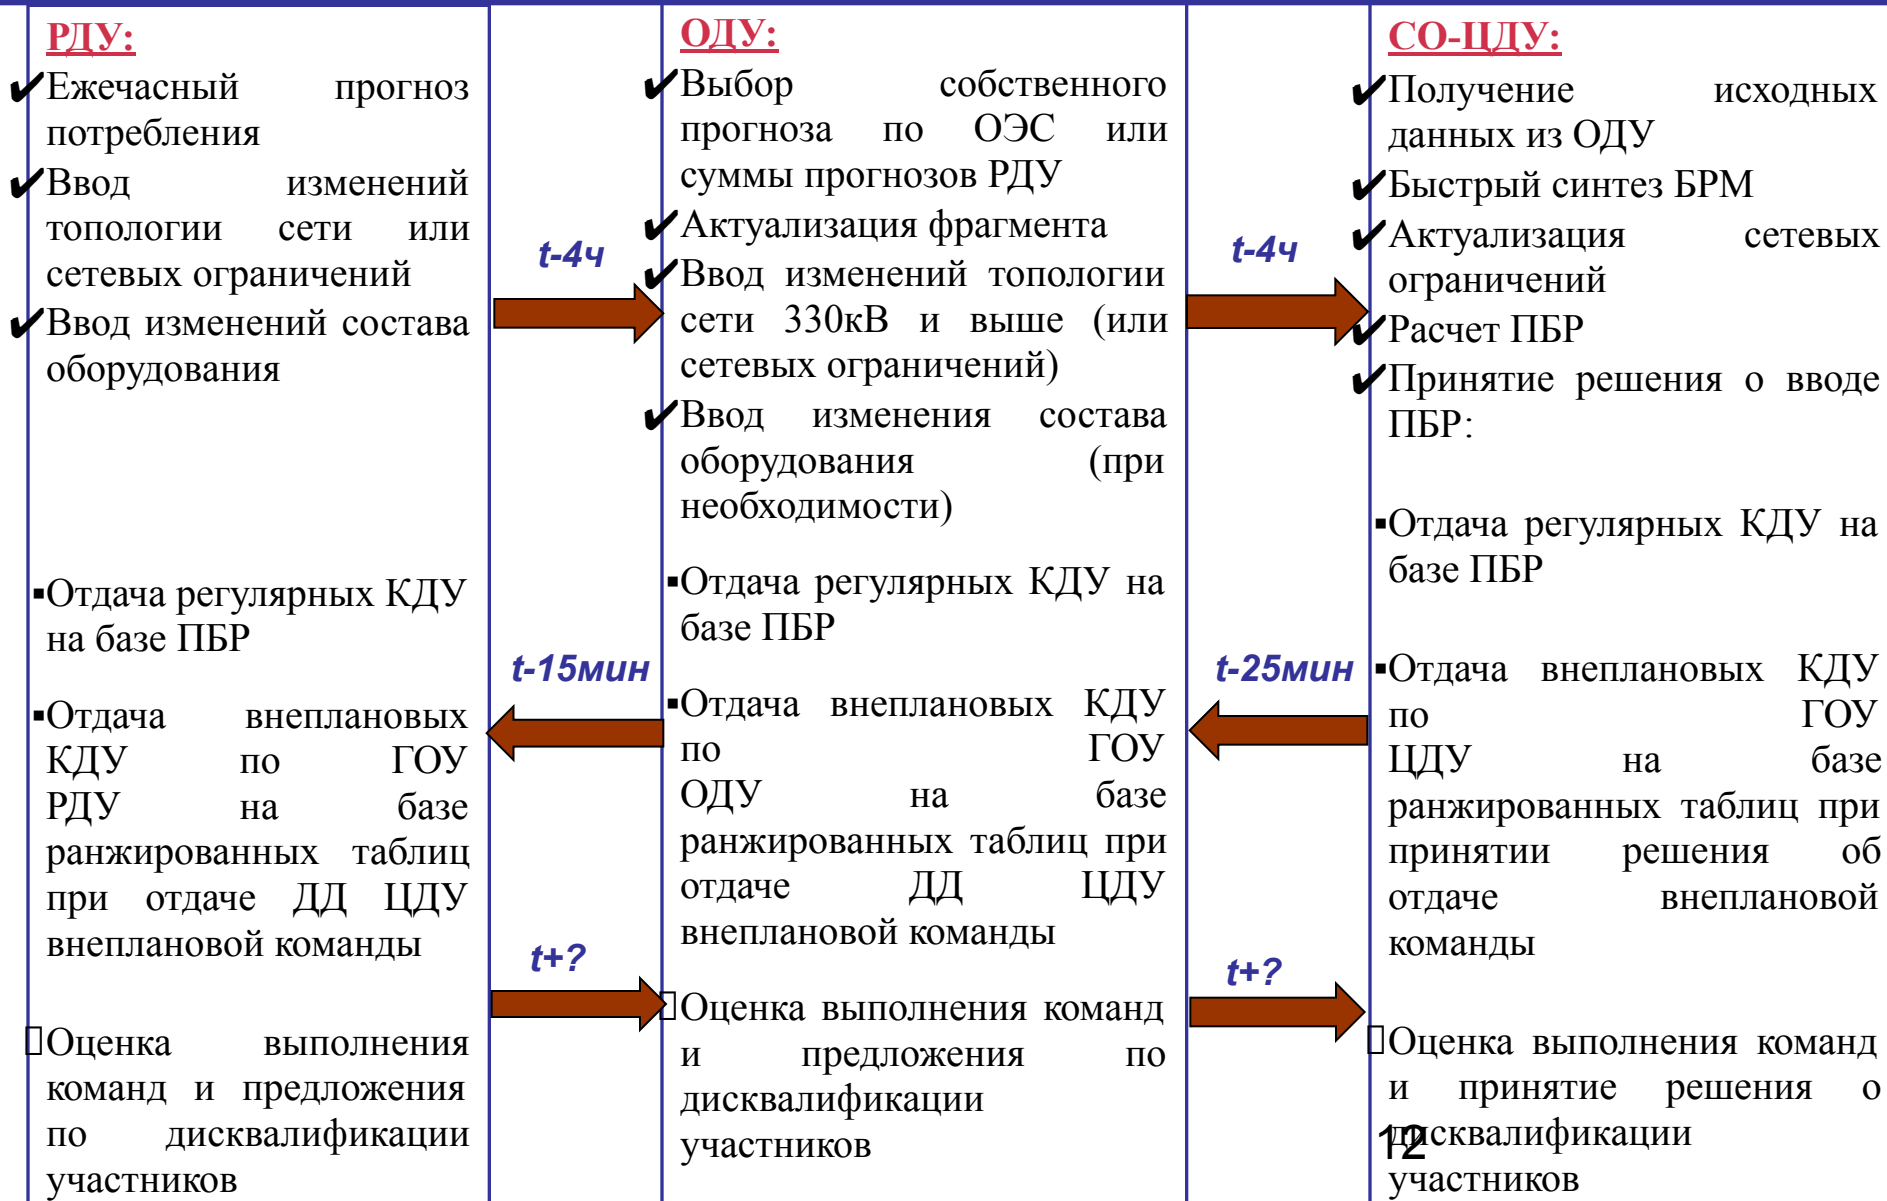 РДУ:
Ежечасный прогноз
потребления
Ввод изменений
топологии сети или
сетевых ограничений
Ввод изменений состава
оборудования
▪Отдача регулярных КДУ
на базе ПБР
▪Отдача внеплановых
КДУ по ГОУ
РДУ на базе
ранжированных таблиц
при отдаче ДД ЦДУ
внеплановой команды
Оценка выполнения
команд и предложения
по дисквалификации
участников
t-4ч
t-15мин
t+?
ОДУ:
Выбор собственного
прогноза по ОЭС или
суммы прогнозов РДУ
Актуализация фрагмента
Ввод изменений топологии
сети 330кВ и выше (или
сетевых ограничений)
Ввод изменения состава
оборудования (при
необходимости)
▪Отдача регулярных КДУ на
базе ПБР
▪Отдача внеплановых КДУ
по ГОУ
ОДУ на базе
ранжированных таблиц при
отдаче ДД ЦДУ
внеплановой команды
Оценка выполнения команд
и предложения по
дисквалификации
участников
t-4ч
t-25мин
t+?
СО-ЦДУ:
Получение исходных
данных из ОДУ
Быстрый синтез БРМ
Актуализация сетевых
ограничений
Расчет ПБР
Принятие решения о вводе
ПБР:
▪Отдача регулярных КДУ на
базе ПБР
▪Отдача внеплановых КДУ
по ГОУ
ЦДУ на базе
ранжированных таблиц при
принятии решения об
отдаче внеплановой
команды
Оценка выполнения команд
и принятие решения о
дисквалификации
участников
12